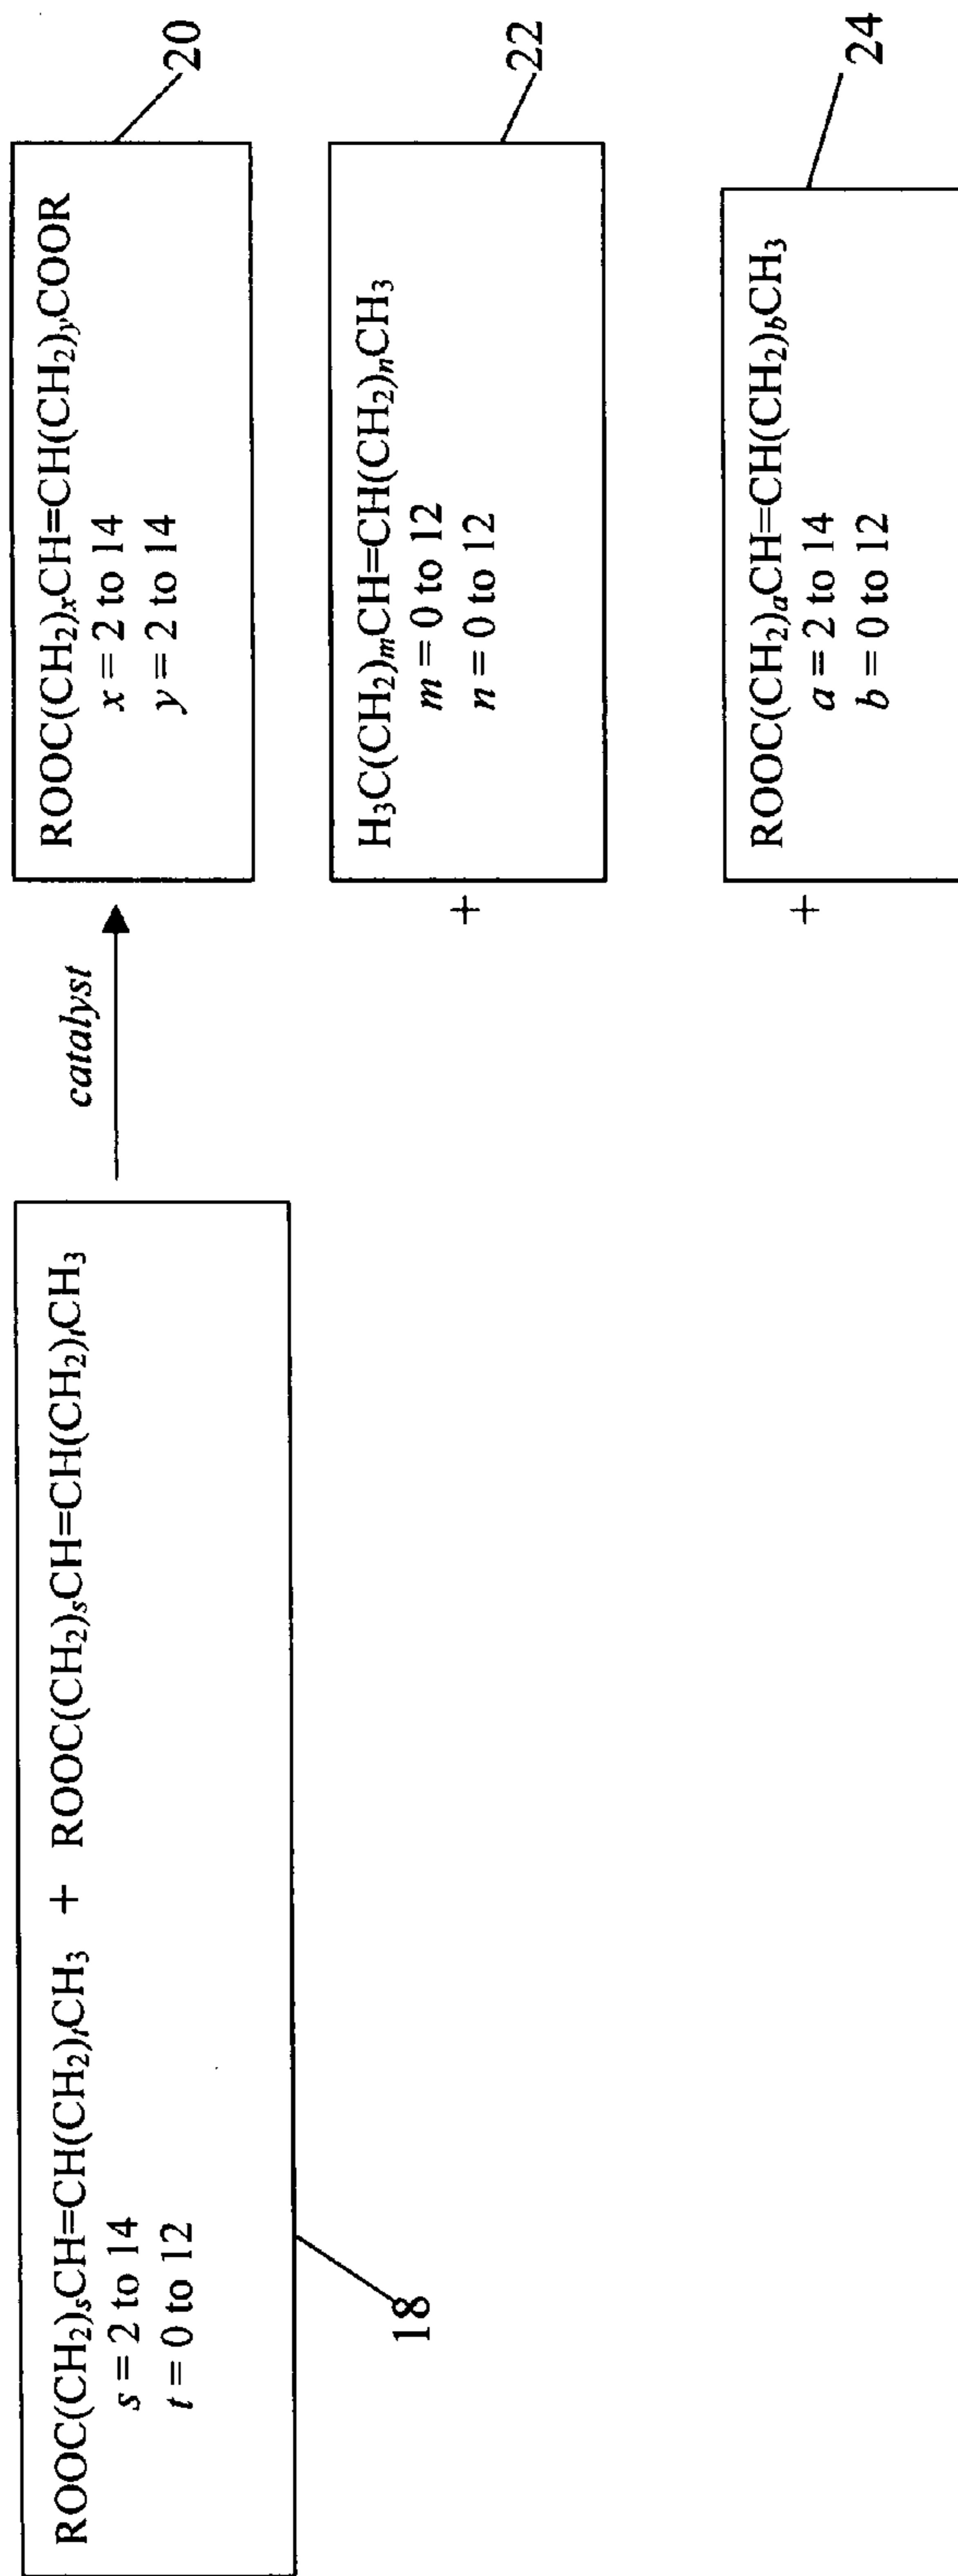 ROOC(CH₂)ₛCH=CH(CH₂)ₜCH₃ + ROOC(CH₂)ₛCH=CH(CH₂)ₜCH₃
s = 2 to 14
t = 0 to 12
18
catalyst
ROOC(CH₂)ₓCH=CH(CH₂)yCOOR
x = 2 to 14
y = 2 to 14
20
+
H₃C(CH₂)ₘCH=CH(CH₂)ₙCH₃
m = 0 to 12
n = 0 to 12
22
+
ROOC(CH₂)ₐCH=CH(CH₂)bCH₃
a = 2 to 14
b = 0 to 12
24